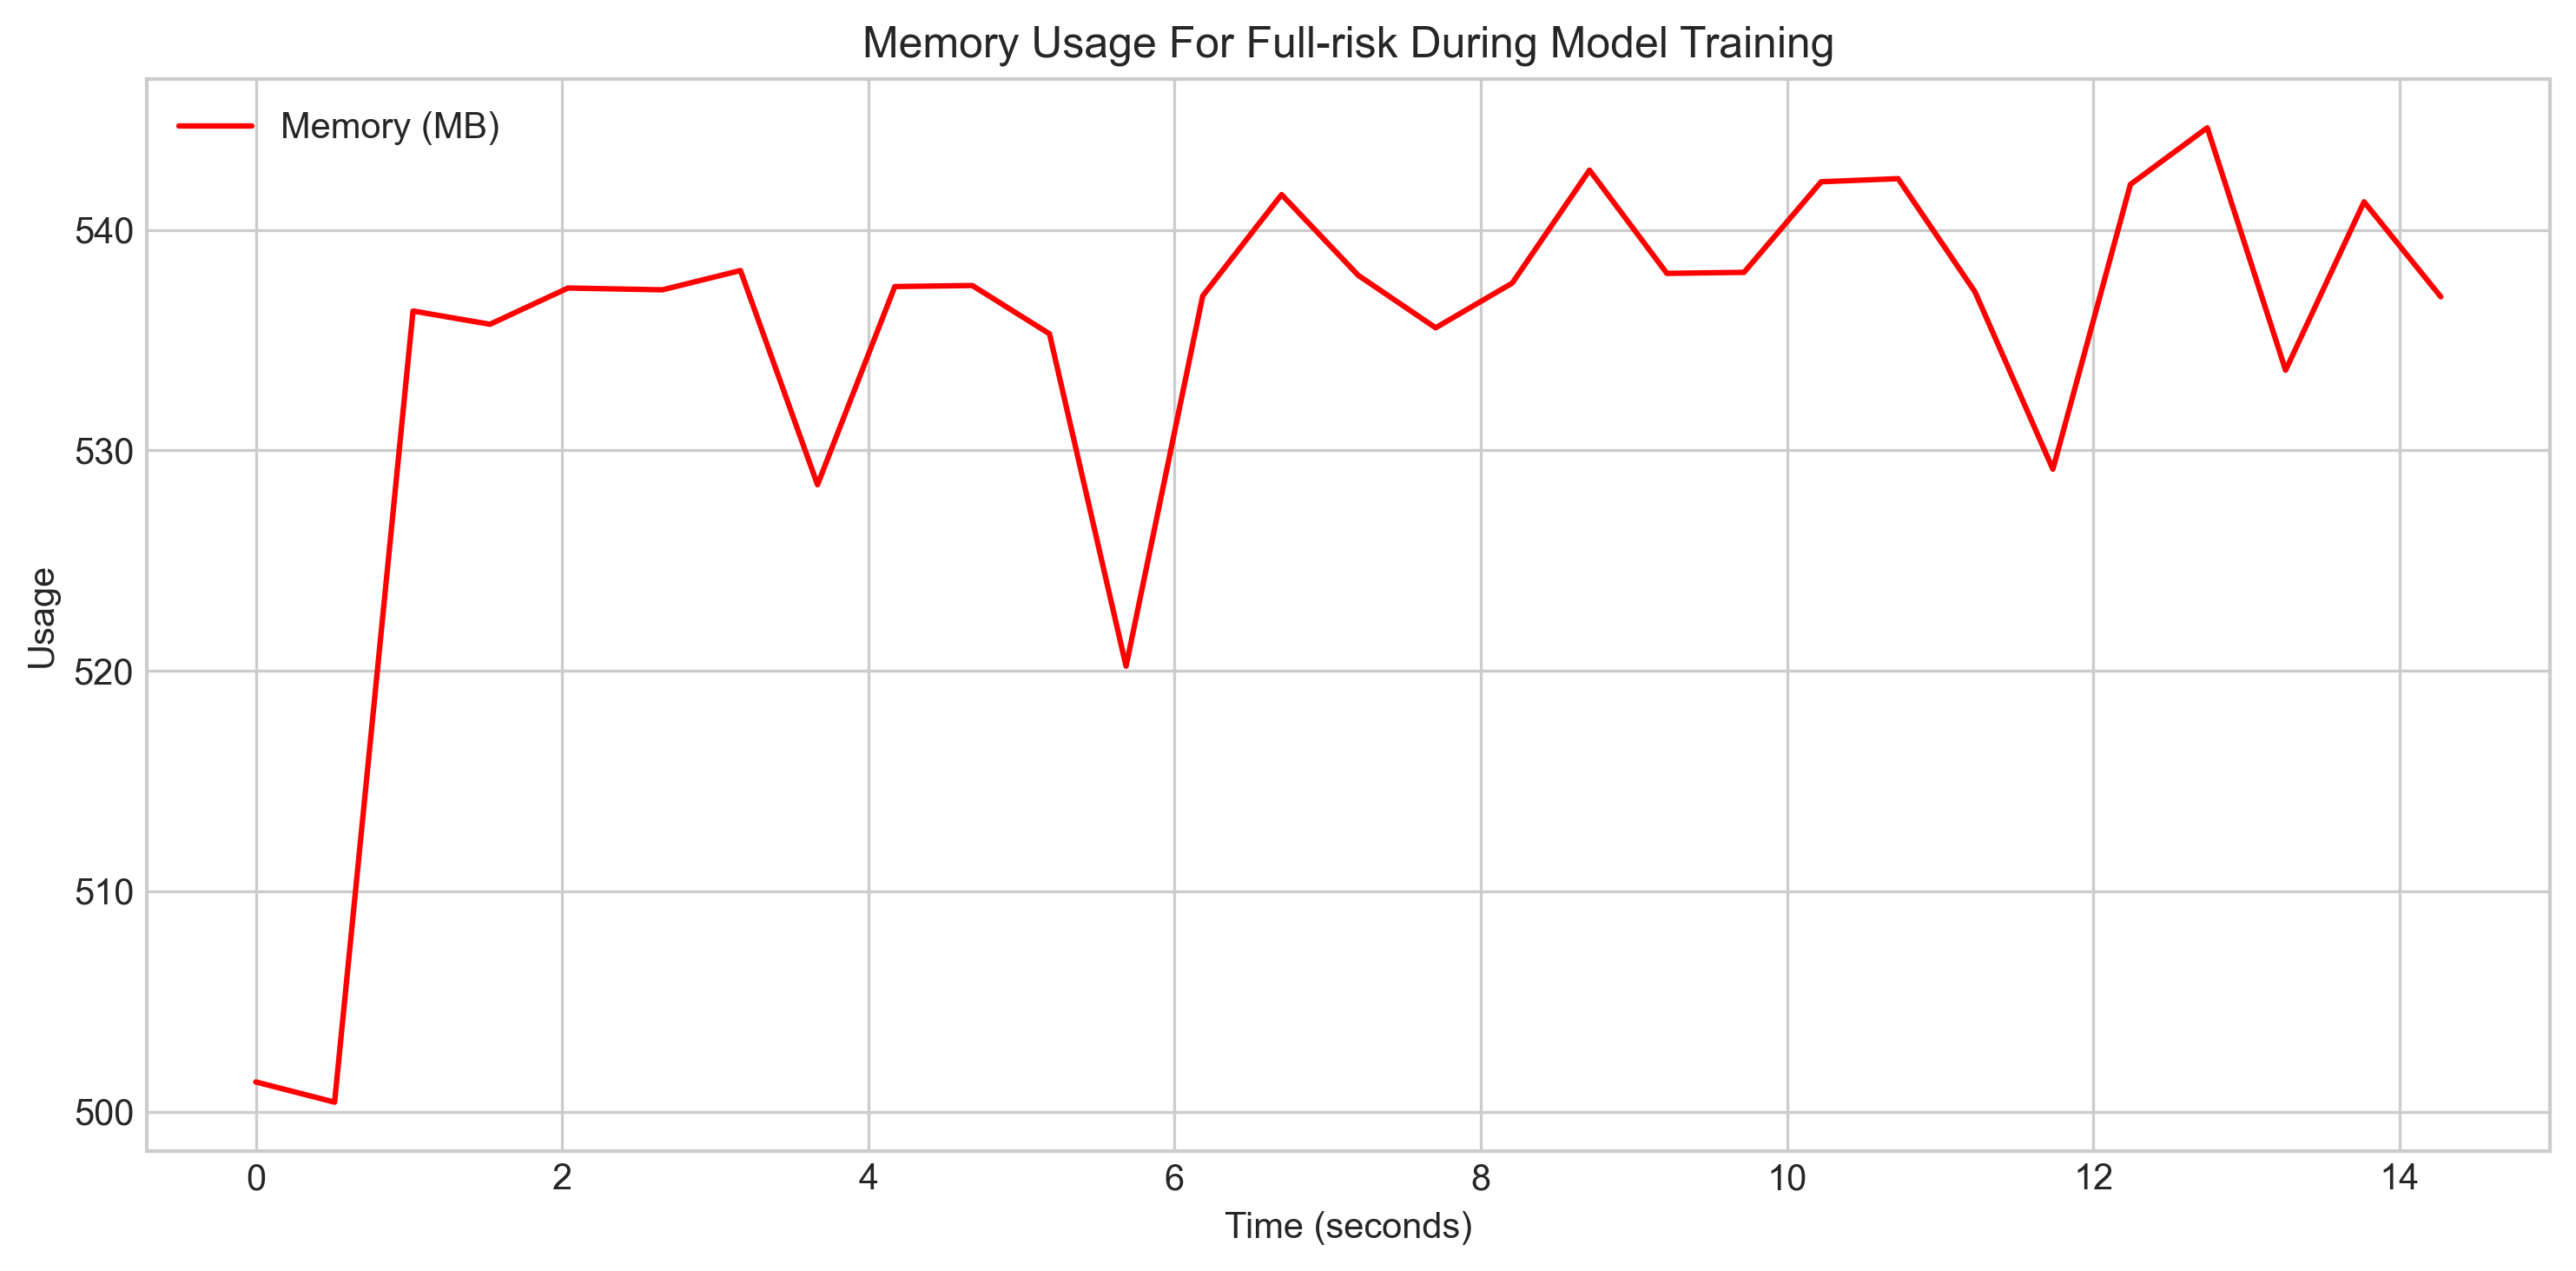 Memory Usage For Full-risk During Model Training
Memory (MB)
540
530
520
510
500
Usage
0 2 4 6 8 10 12 14
Time (seconds)